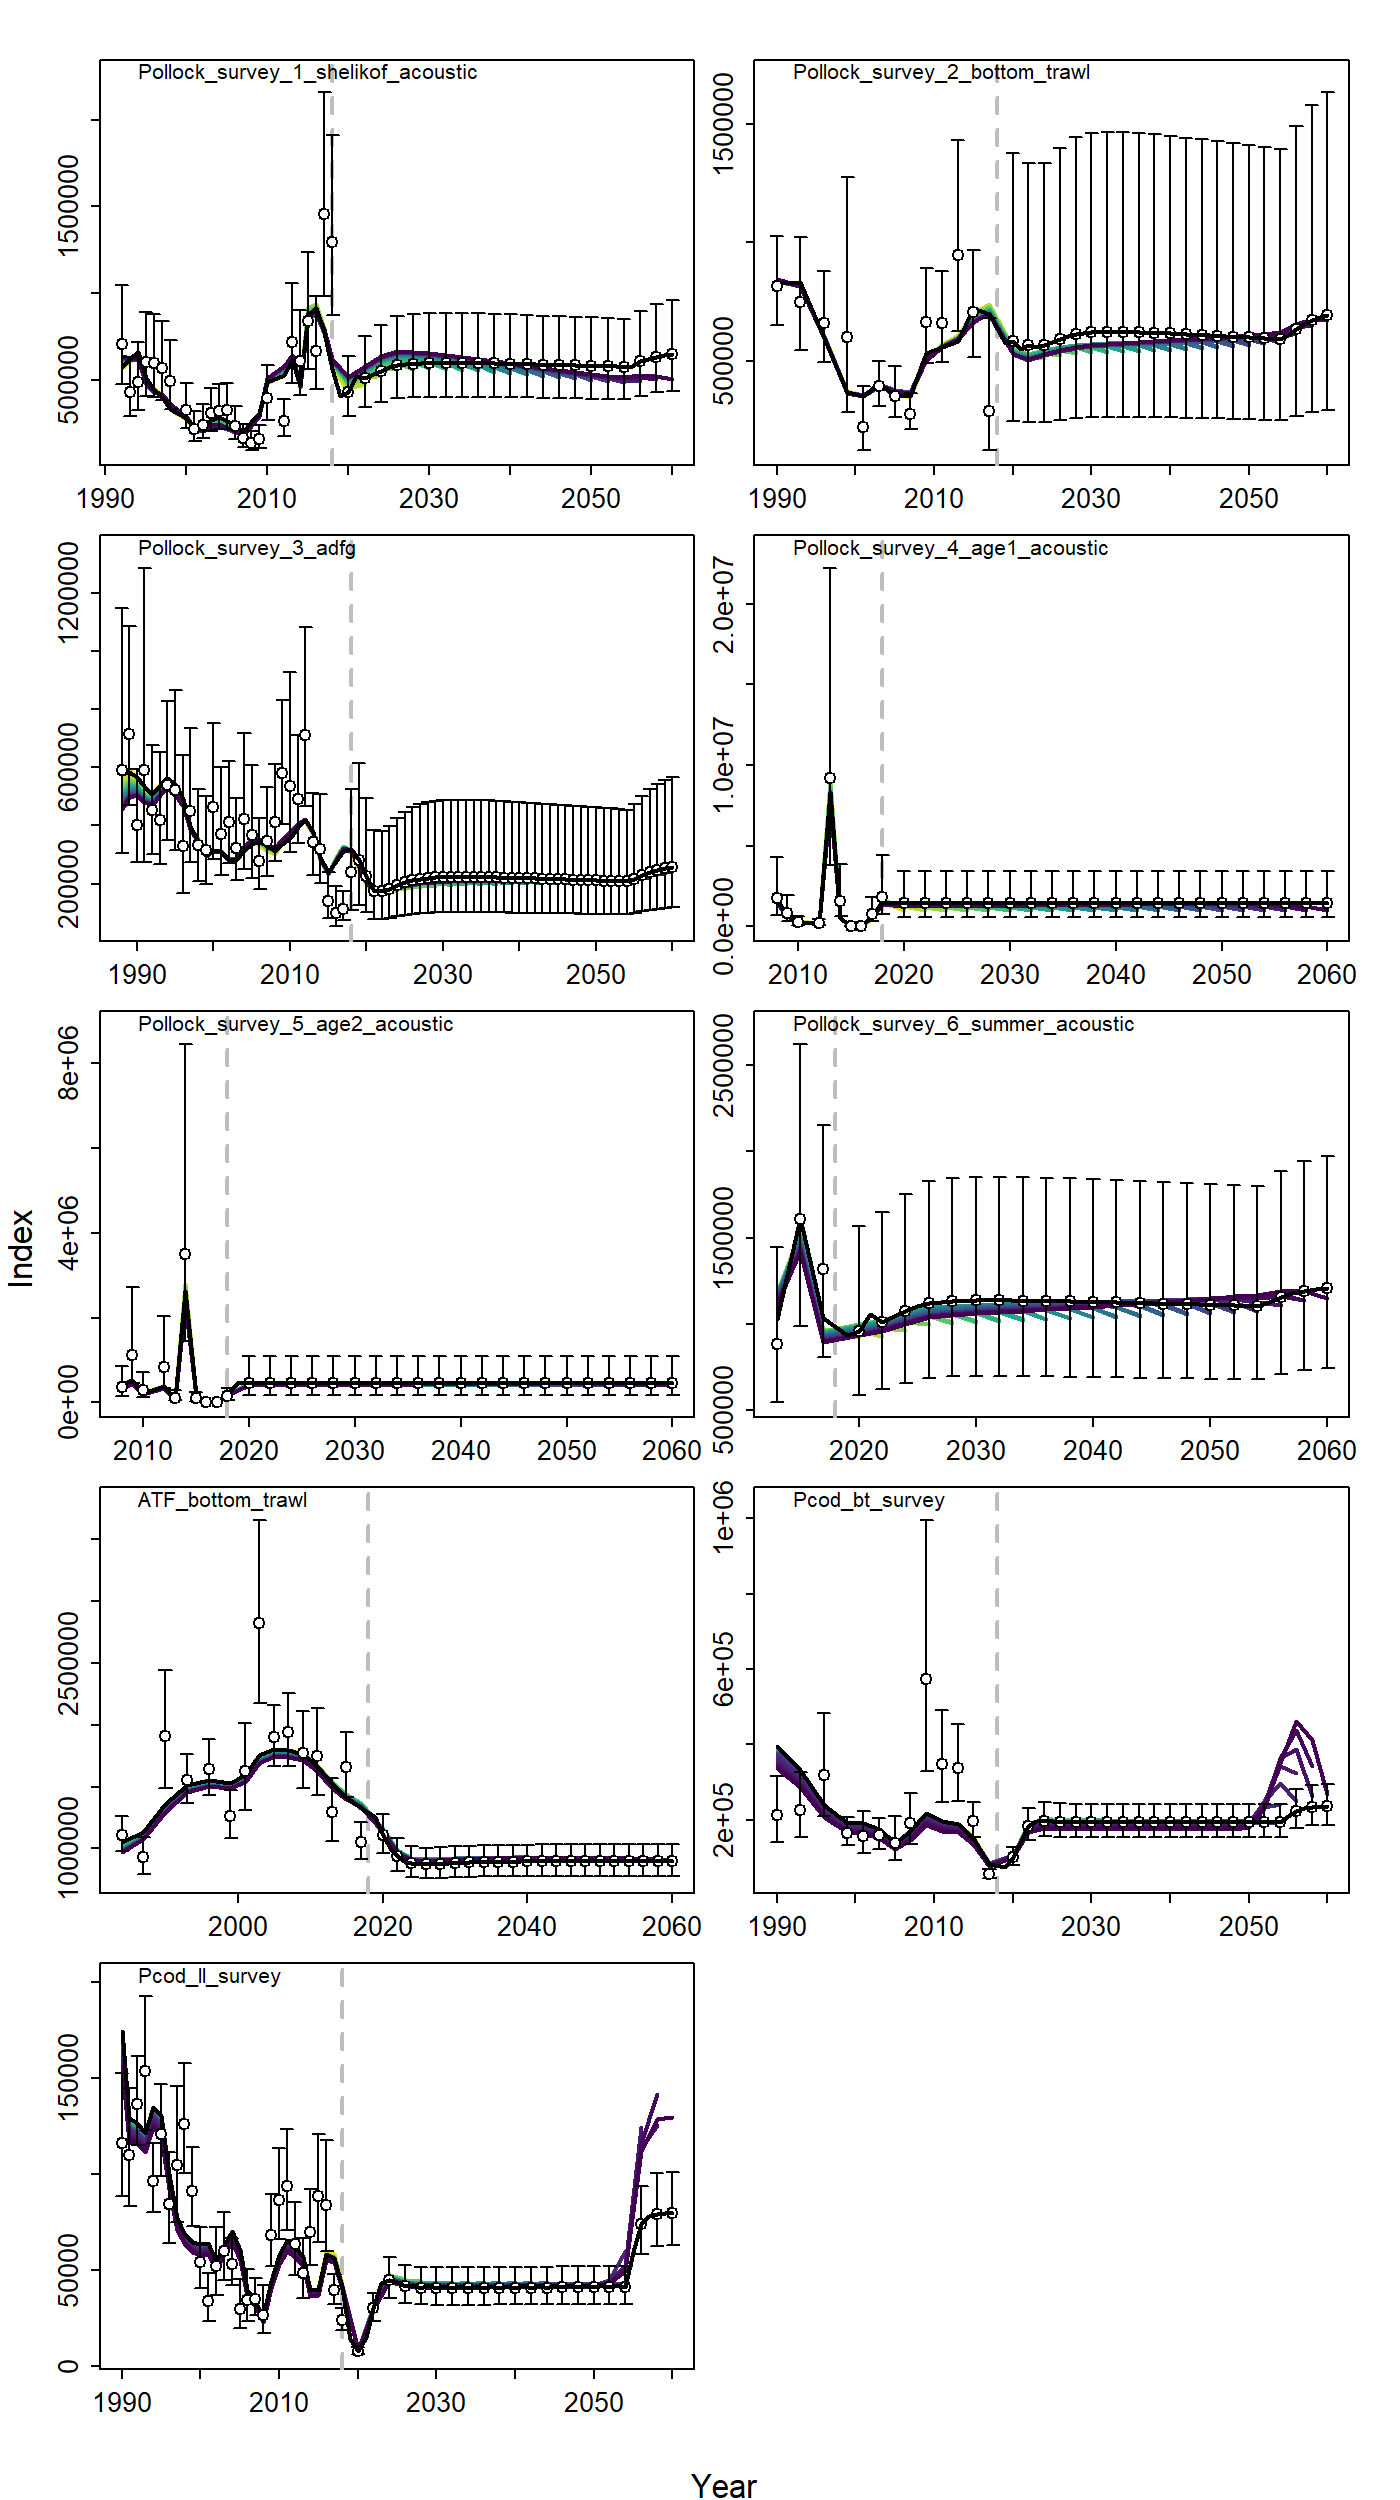 Pollock_survey_1_shelikof_acoustic
500000 1500000
1990 2010 2030 2050
Pollock_survey_2_bottom_trawl
500000 1500000
1990 2010 2030 2050
Pollock_survey_3_adfg
200000 600000 1200000
1990 2010 2030 2050
Pollock_survey_4_age1_acoustic
0.0e+00 1.0e+07 2.0e+07
2010 2020 2030 2040 2050 2060
Pollock_survey_5_age2_acoustic
0e+00 4e+06 8e+06
2010 2020 2030 2040 2050 2060
Pollock_survey_6_summer_acoustic
500000 1500000 2500000
2020 2030 2040 2050 2060
ATF_bottom_trawl
1000000 2500000
2000 2020 2040 2060
Pcod_bt_survey
2e+05 6e+05 1e+06
1990 2010 2030 2050
Pcod_ll_survey
0 50000 150000
1990 2010 2030 2050
Index
Year